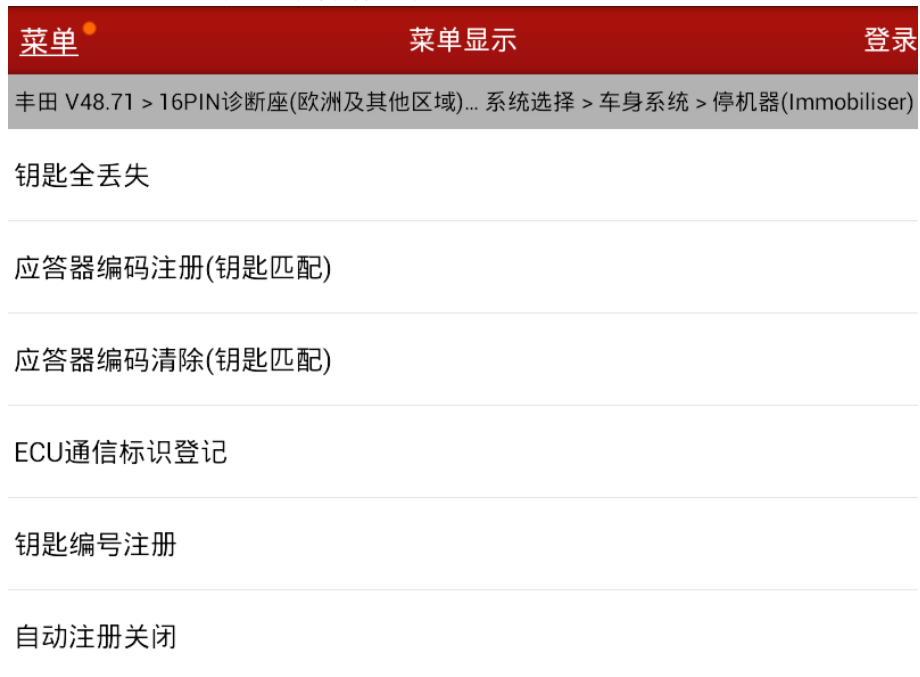 菜单 菜单显示 登录
丰田 V48.71 > 16PIN诊断座(欧洲及其他区域)... 系统选择 > 车身系统 > 停机器(Immobiliser)
钥匙全丢失
应答器编码注册(钥匙匹配)
应答器编码清除(钥匙匹配)
ECU通信标识登记
钥匙编号注册
自动注册关闭